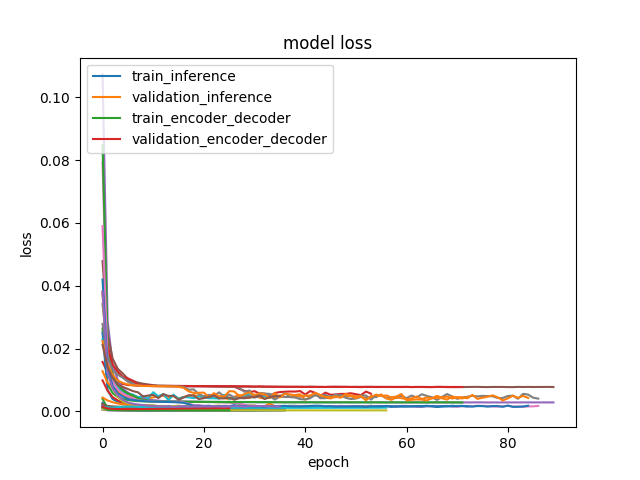 model loss
train_inference
validation_inference
train_encoder_decoder
validation_encoder_decoder
0.10
0.08
0.06
0.04
0.02
0.00
loss
0 20 40 60 80
epoch